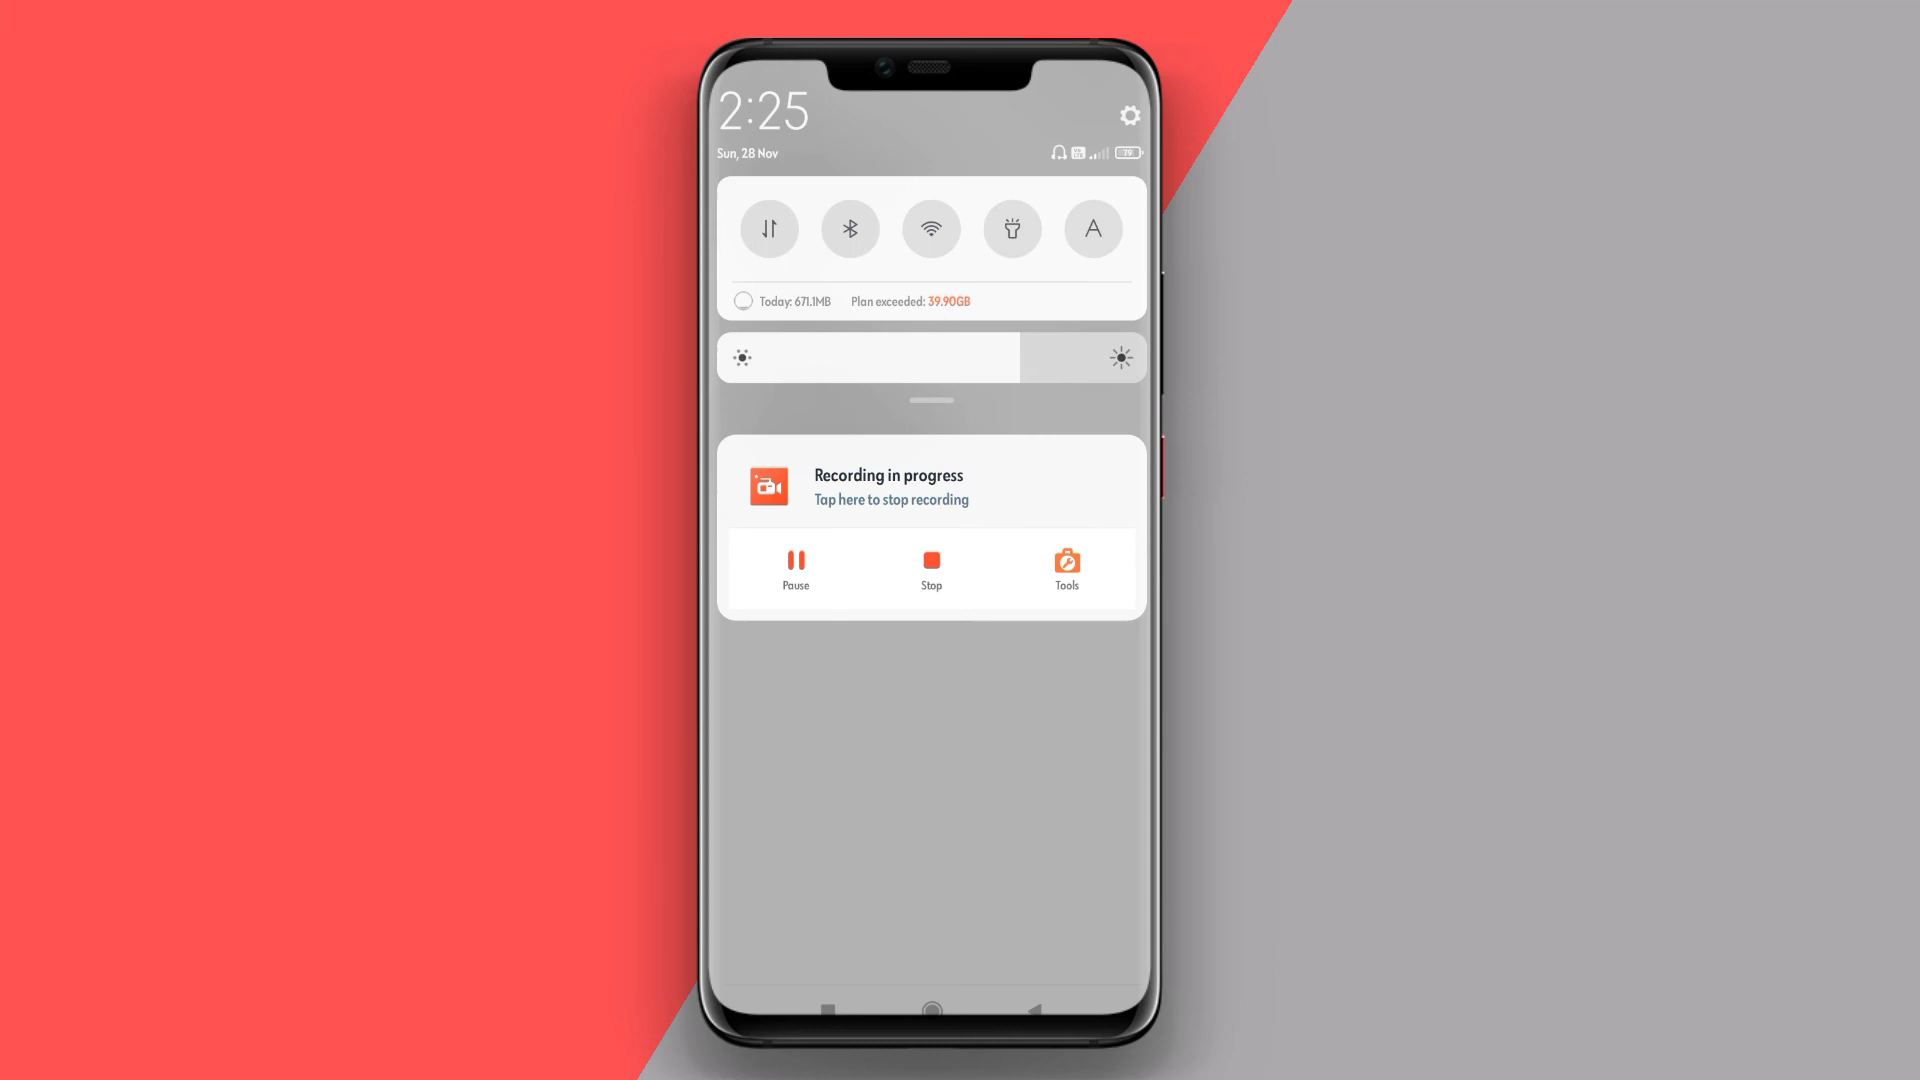 2:25
Sun, 28 Nov
79
Today: 671.1MB Plan exceeded: 39.90GB
Recording in progress
Tap here to stop recording
Pause Stop Tools